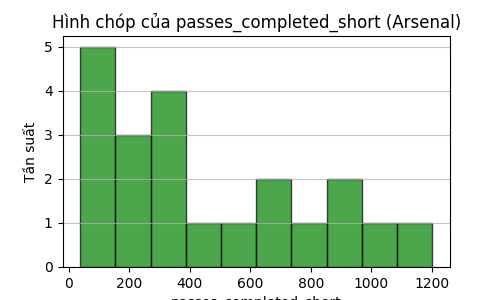 Hình chóp của passes_completed_short (Arsenal)
5
4
3
2
1
0
Tần suất
0 200 400 600 800 1000 1200
passes_completed_short